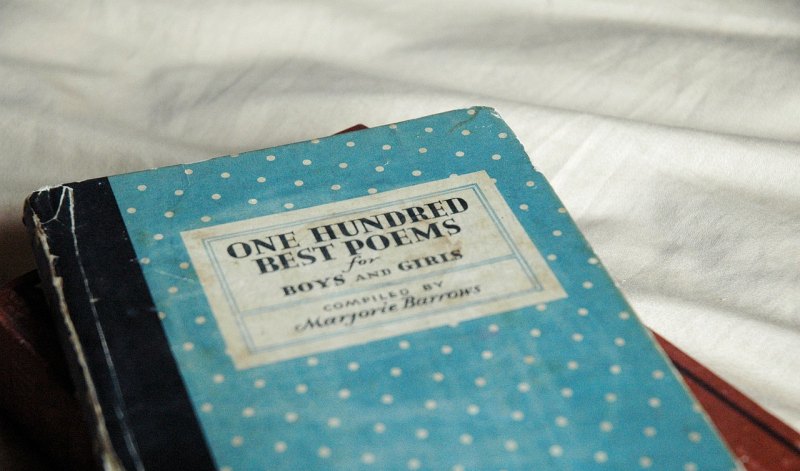 ONE HUNDRED
BEST POEMS
for
BOYS AND GIRLS
COMPILED BY
Marjorie Barrows